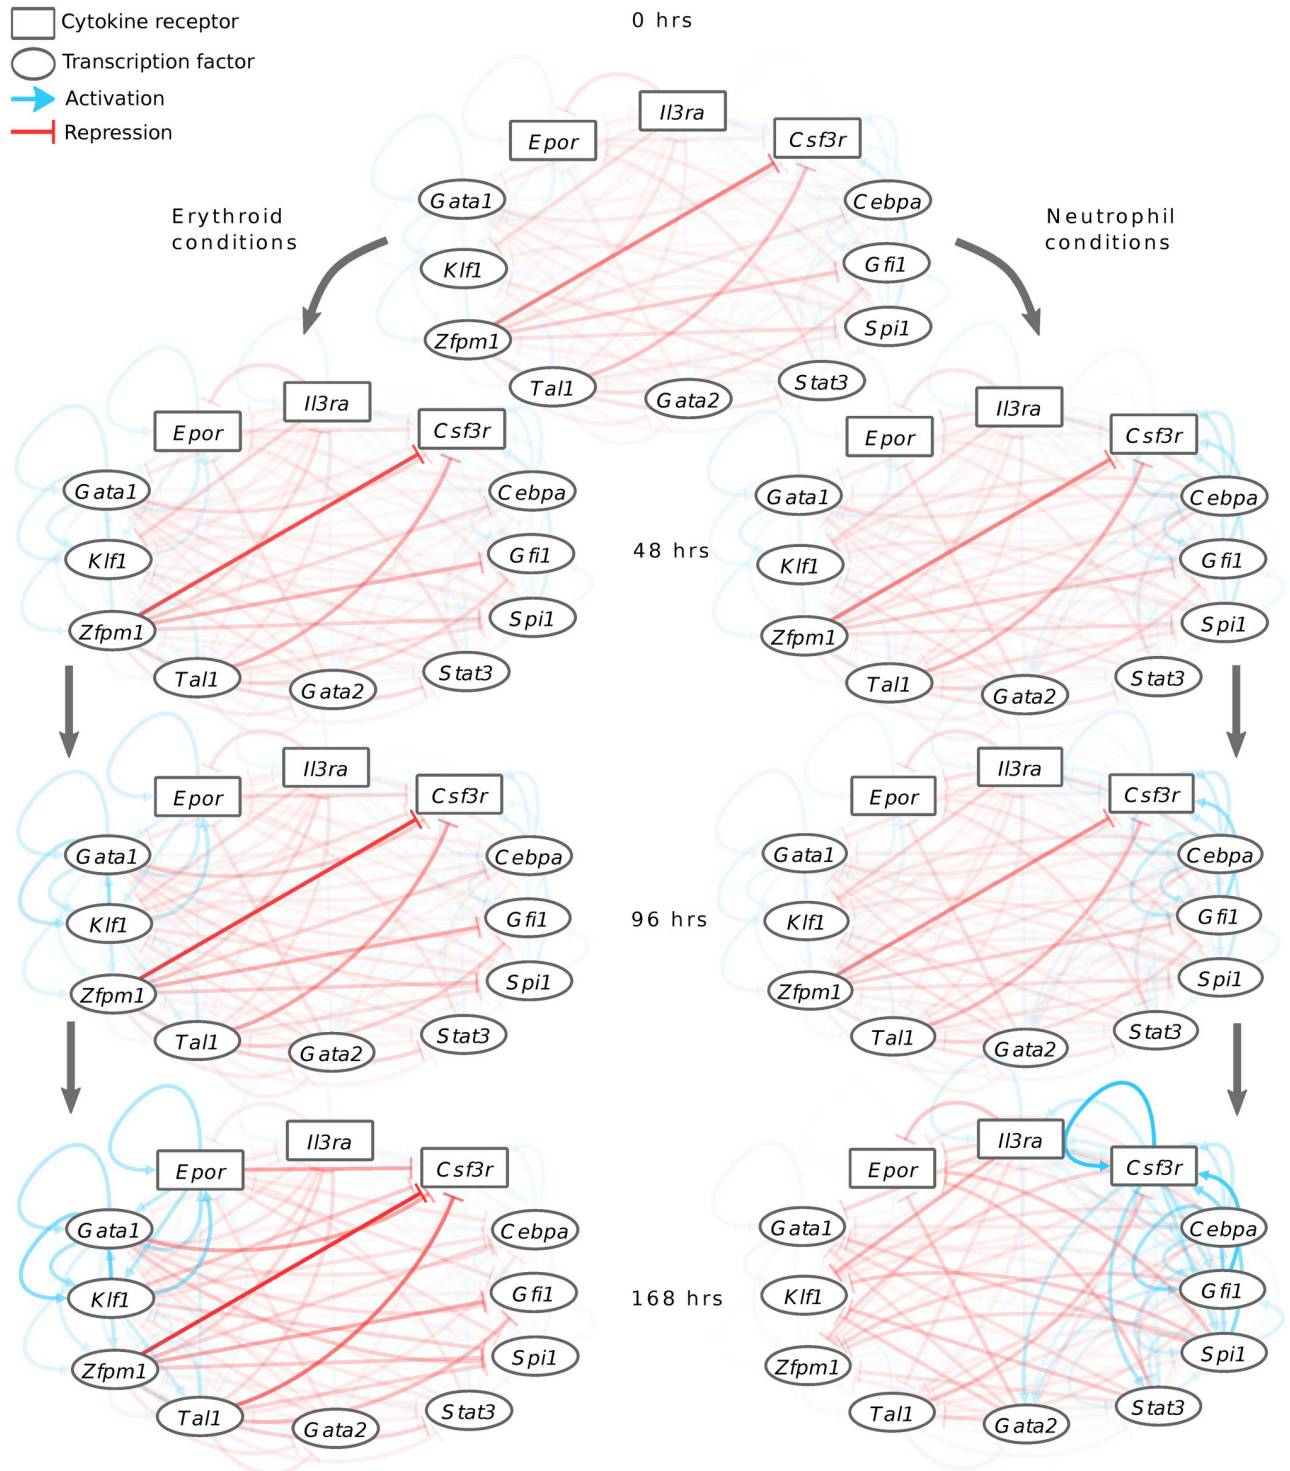 Cytokine receptor
0 hrs
Transcription factor
Activation
Repression
Il3ra
Epor
Csf3r
Gata1
Cebpa
Erythroid
conditions
Neutrophil
conditions
Klf1
Gfi1
Zfpm1
Spi1
Tal1
Gata2
Stat3
Il3ra
Epor
Csf3r
Gata1
Cebpa
Klf1
Gfi1
Zfpm1
Spi1
Tal1
Gata2
Stat3
48 hrs
Il3ra
Epor
Csf3r
Gata1
Cebpa
Klf1
Gfi1
Zfpm1
Spi1
Tal1
Gata2
Stat3
Il3ra
Epor
Csf3r
Gata1
Cebpa
Klf1
Gfi1
Zfpm1
Spi1
Tal1
Gata2
Stat3
96 hrs
Il3ra
Epor
Csf3r
Gata1
Cebpa
Klf1
Gfi1
Zfpm1
Spi1
Tal1
Gata2
Stat3
Il3ra
Epor
Csf3r
Gata1
Cebpa
Klf1
Gfi1
Zfpm1
Spi1
Tal1
Gata2
Stat3
168 hrs
Il3ra
Epor
Csf3r
Gata1
Cebpa
Klf1
Gfi1
Zfpm1
Spi1
Tal1
Gata2
Stat3